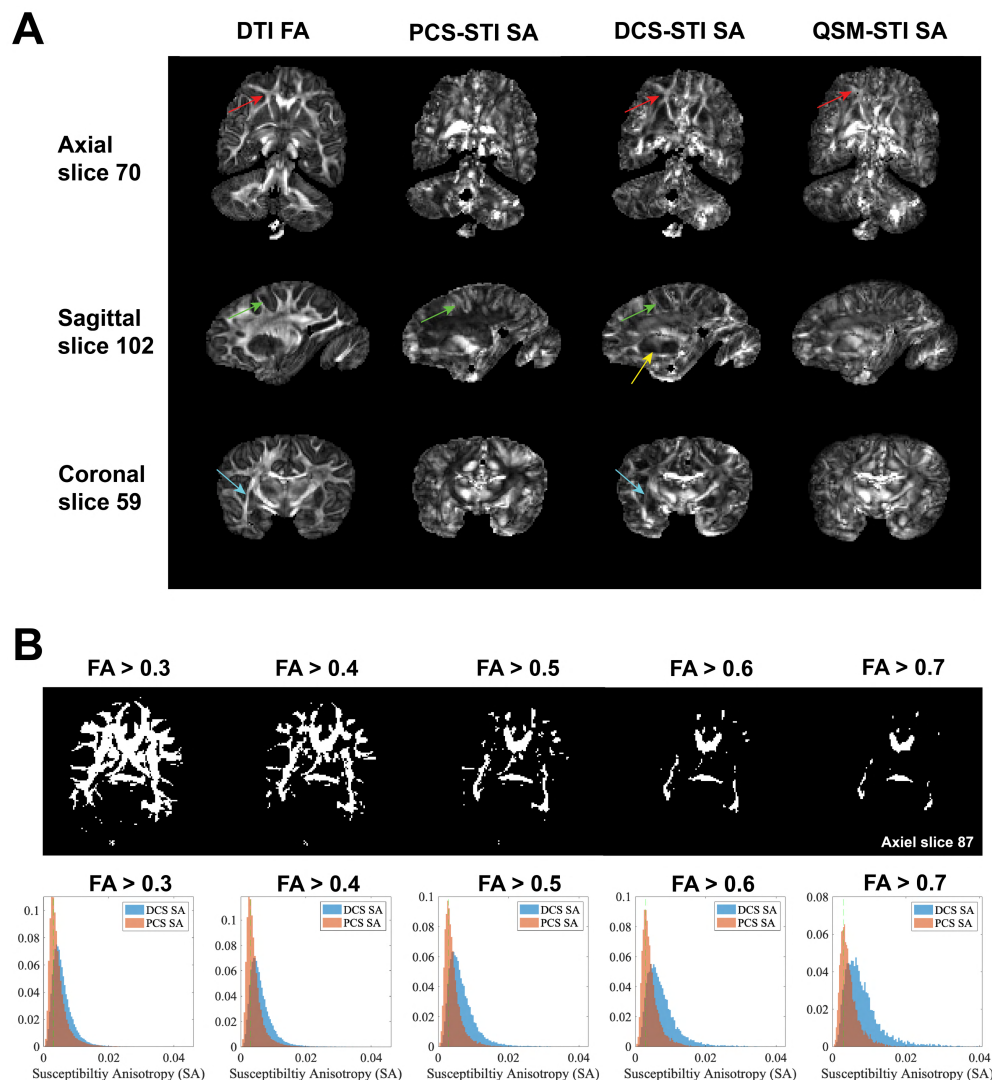 A
DTI FA PCS-STI SA DCS-STI SA QSM-STI SA
Axial
slice 70
Sagittal
slice 102
Coronal
slice 59
B
FA > 0.3 FA > 0.4 FA > 0.5 FA > 0.6 FA > 0.7
Axiel slice 87
FA > 0.3 FA > 0.4 FA > 0.5 FA > 0.6 FA > 0.7
0.1 0.1 0.1 0.1 0.08
DCS SA DCS SA DCS SA DCS SA DCS SA
PCS SA PCS SA PCS SA PCS SA PCS SA
0.08 0.08 0.08 0.08 0.06
0.06 0.06 0.06 0.06 0.04
0.04 0.04 0.04 0.04 0.02
0.02 0.02 0.02 0.02
0 0 0 0 0
0 0.02 0.04 0 0.02 0.04 0 0.02 0.04 0 0.02 0.04 0 0.02 0.04
Susceptibiltiy Anisotropy (SA) Susceptibiltiy Anisotropy (SA) Susceptibiltiy Anisotropy (SA) Susceptibiltiy Anisotropy (SA) Susceptibiltiy Anisotropy (SA)